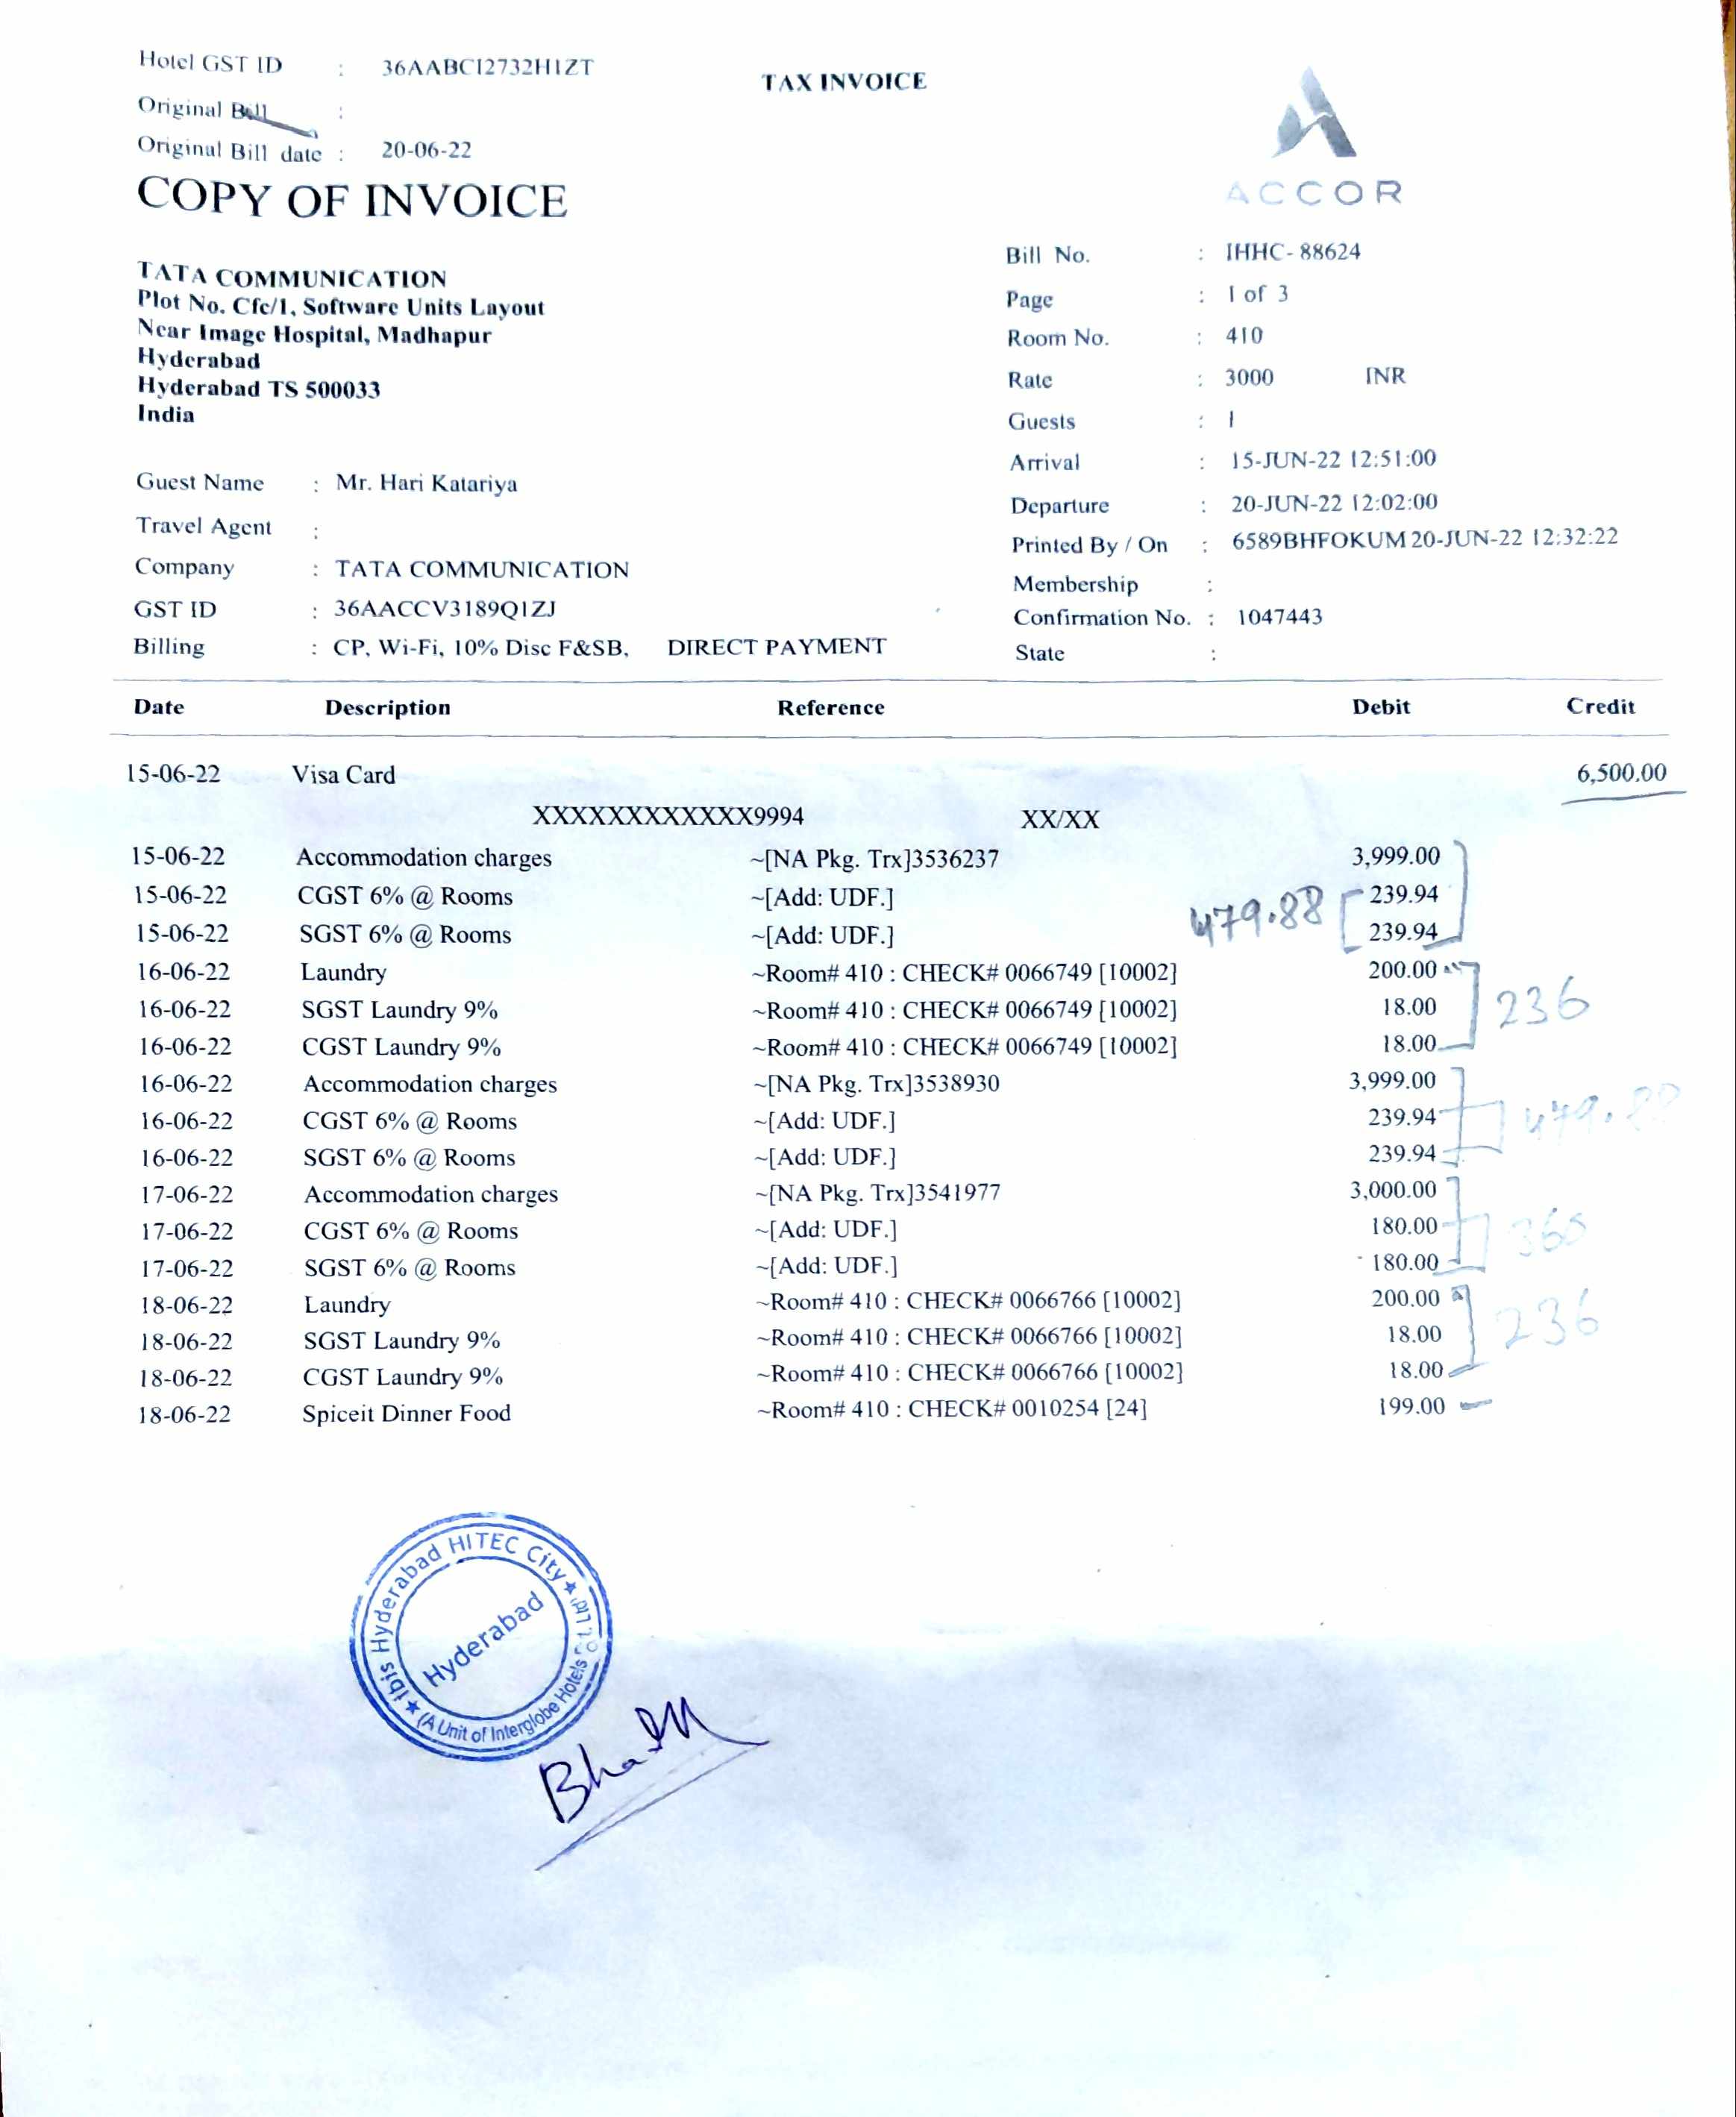 Hotel GST ID : 36AABCI2732H1ZT
TAX INVOICE
Original Bill :
Original Bill date : 20-06-22
COPY OF INVOICE
ACCOR
TATA COMMUNICATION
Plot No. Cfc/1, Software Units Layout
Near Image Hospital, Madhapur
Hyderabad
Hyderabad TS 500033
India
Bill No. : IHHC- 88624
Page : 1 of 3
Room No. : 410
Rate : 3000 INR
Guests : 1
Arrival : 15-JUN-22 12:51:00
Departure : 20-JUN-22 12:02:00
Printed By / On : 6589BHFOKUM 20-JUN-22 12:32:22
Membership :
Confirmation No. : 1047443
State :
Guest Name : Mr. Hari Katariya
Travel Agent :
Company : TATA COMMUNICATION
GST ID : 36AACCV3189Q1ZJ
Billing : CP, Wi-Fi, 10% Disc F&SB, DIRECT PAYMENT
Date Description Reference Debit Credit
15-06-22 Visa Card 6,500.00
XXXXXXXXXXXX9994 XX/XX
15-06-22 Accommodation charges ~[NA Pkg. Trx]3536237 3,999.00
15-06-22 CGST 6% @ Rooms ~[Add: UDF.] 239.94
479.88
15-06-22 SGST 6% @ Rooms ~[Add: UDF.] 239.94
16-06-22 Laundry ~Room# 410 : CHECK# 0066749 [10002] 200.00
16-06-22 SGST Laundry 9% ~Room# 410 : CHECK# 0066749 [10002] 18.00 236
16-06-22 CGST Laundry 9% ~Room# 410 : CHECK# 0066749 [10002] 18.00
16-06-22 Accommodation charges ~[NA Pkg. Trx]3538930 3,999.00
16-06-22 CGST 6% @ Rooms ~[Add: UDF.] 239.94 479.88
16-06-22 SGST 6% @ Rooms ~[Add: UDF.] 239.94
17-06-22 Accommodation charges ~[NA Pkg. Trx]3541977 3,000.00
17-06-22 CGST 6% @ Rooms ~[Add: UDF.] 180.00 360
17-06-22 SGST 6% @ Rooms ~[Add: UDF.] 180.00
18-06-22 Laundry ~Room# 410 : CHECK# 0066766 [10002] 200.00
18-06-22 SGST Laundry 9% ~Room# 410 : CHECK# 0066766 [10002] 18.00 236
18-06-22 CGST Laundry 9% ~Room# 410 : CHECK# 0066766 [10002] 18.00
18-06-22 Spiceit Dinner Food ~Room# 410 : CHECK# 0010254 [24] 199.00
ibis Hyderabad HITEC City
Hyderabad
(A Unit of Interglobe Hotels